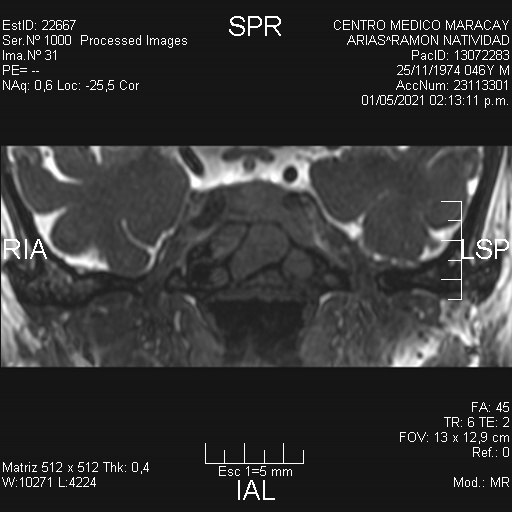 EstID: 22667
Ser.Nº 1000 Processed Images
Ima.Nº 31
PE= --
NAq: 0,6 Loc: -25,5 Cor
SPR
CENTRO MEDICO MARACAY
ARIAS^RAMON NATIVIDAD
PacID: 13072283
25/11/1974 046Y M
AccNum: 23113301
01/05/2021 02:13:11 p.m.
RIA
LSP
FA: 45
TR: 6 TE: 2
FOV: 13 x 12,9 cm
Ref.: 0
Matriz 512 x 512 Thk: 0,4
W:10271 L:4224
Esc 1=5 mm
IAL
Mod.: MR